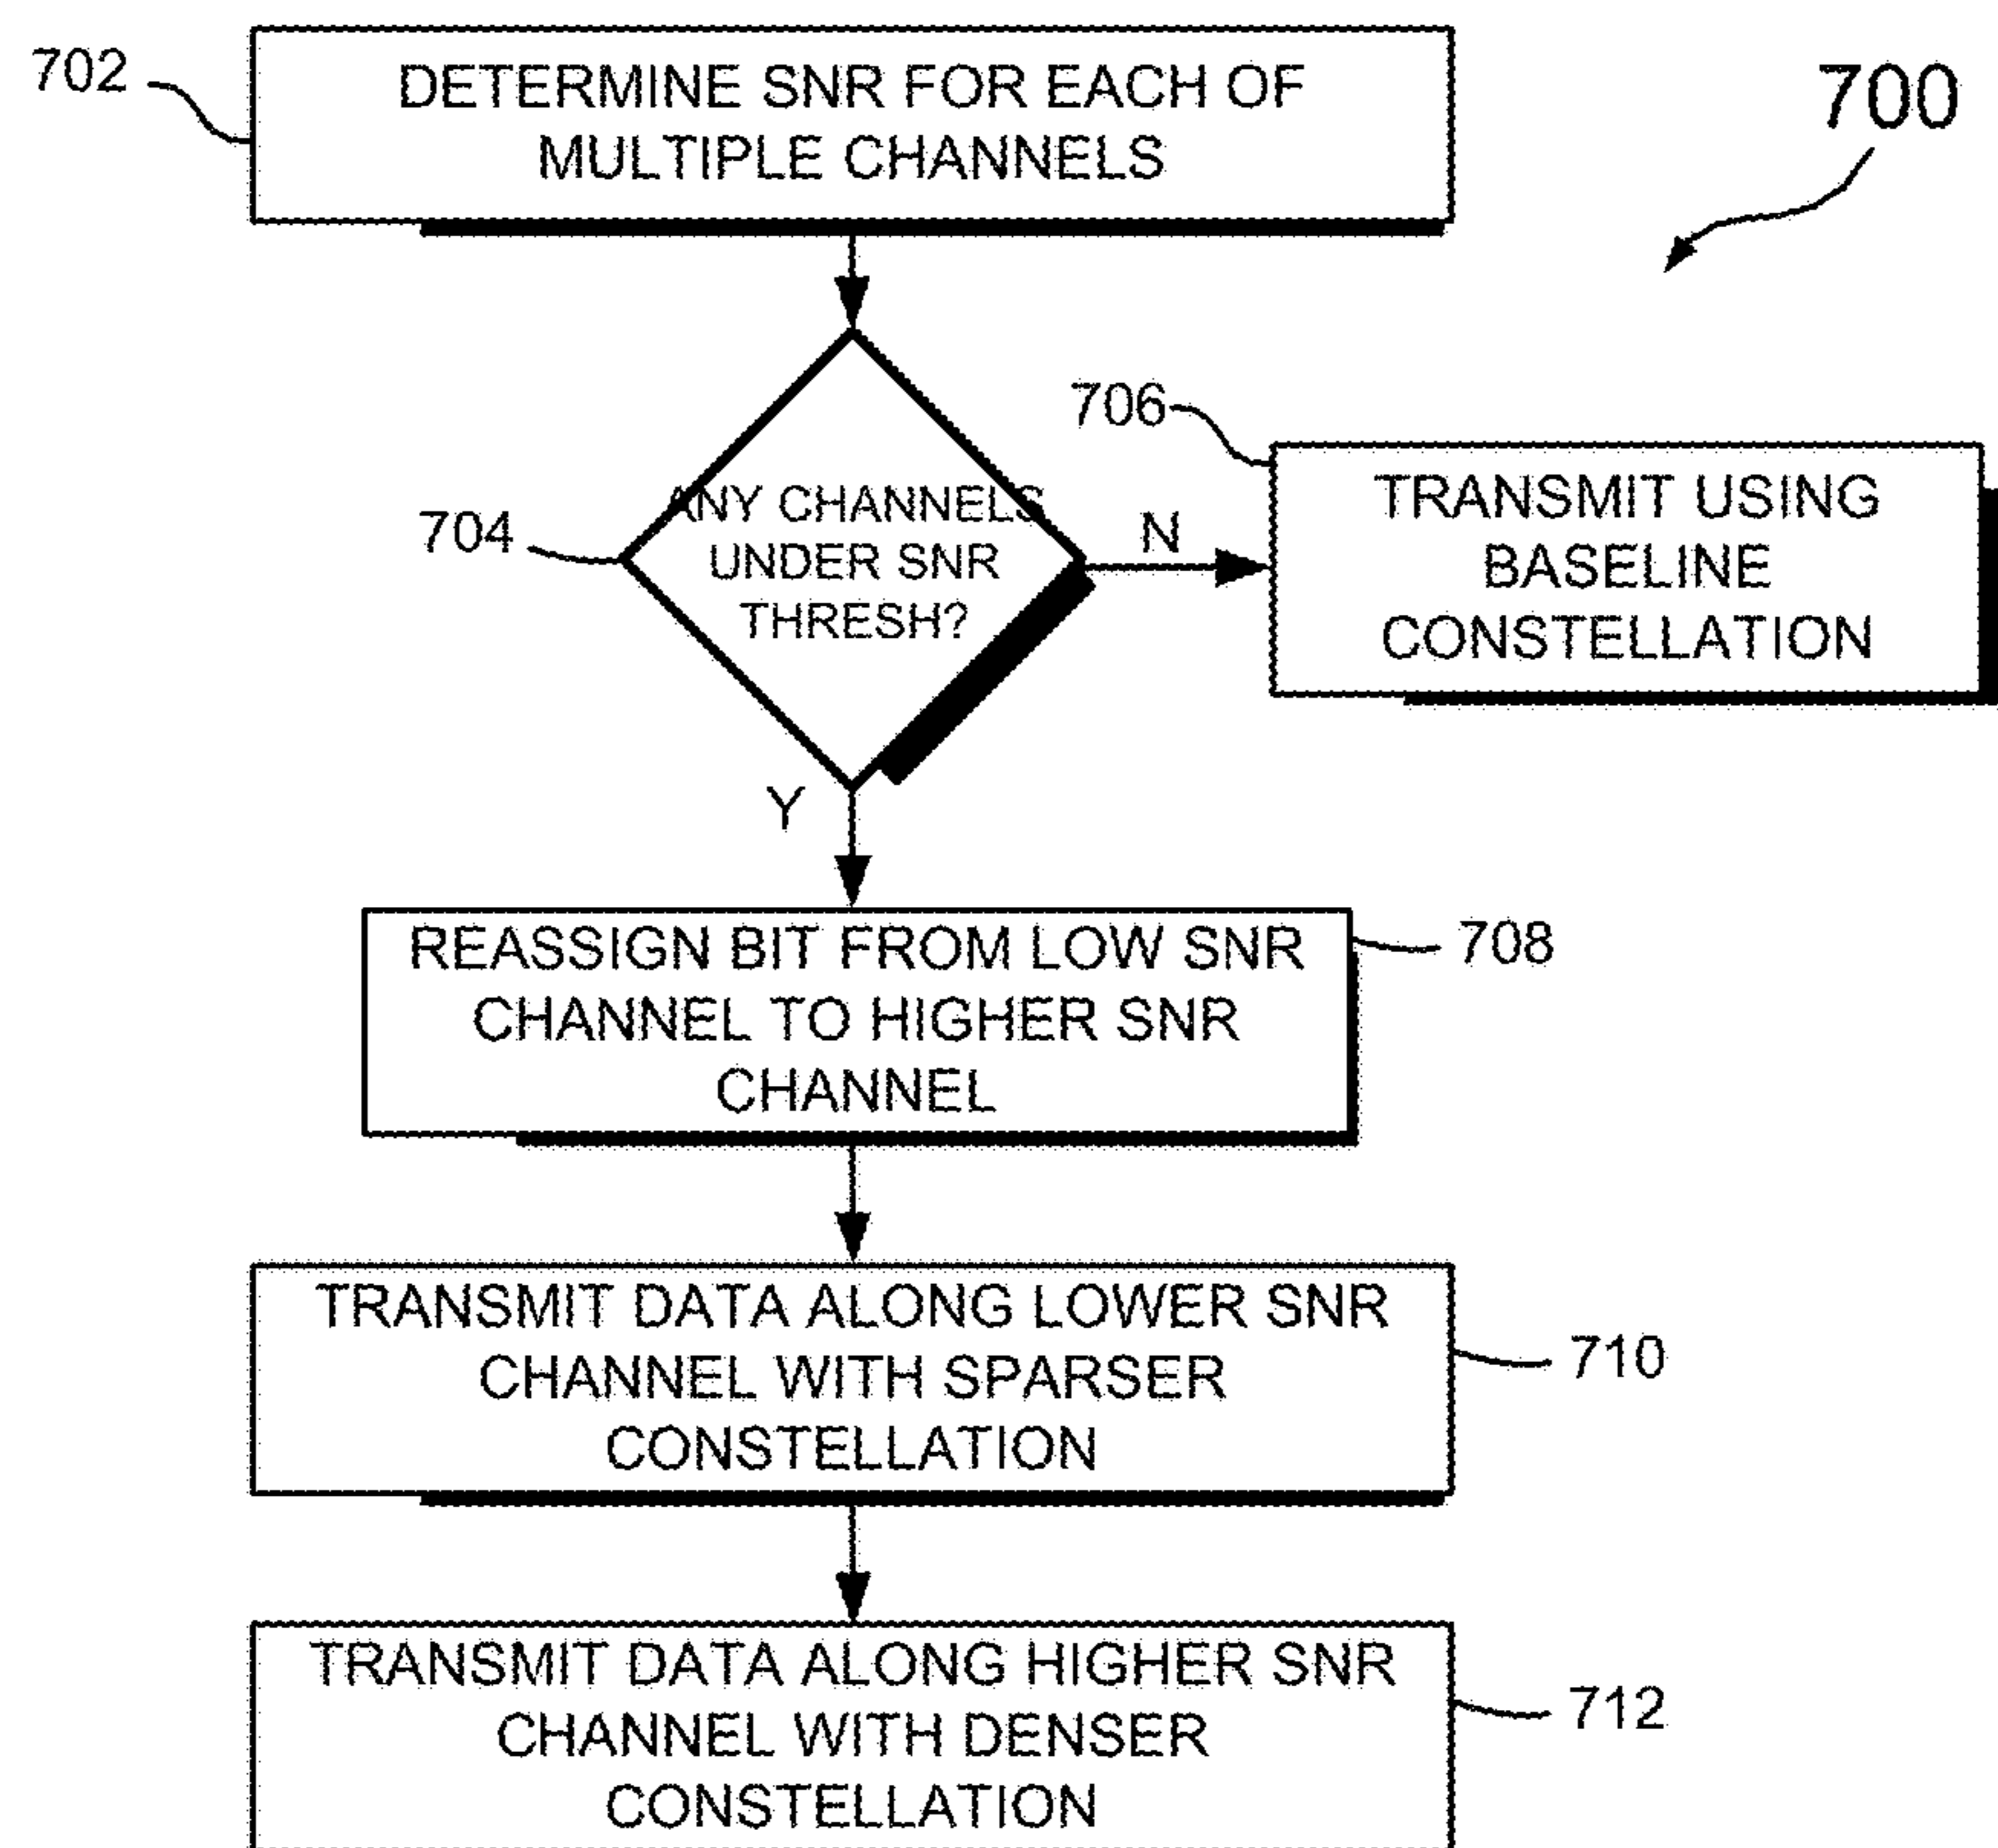 702
DETERMINE SNR FOR EACH OF
MULTIPLE CHANNELS
700
704
ANY CHANNELS
UNDER SNR
THRESH?
N
706
TRANSMIT USING
BASELINE
CONSTELLATION
Y
REASSIGN BIT FROM LOW SNR
CHANNEL TO HIGHER SNR
CHANNEL
708
TRANSMIT DATA ALONG LOWER SNR
CHANNEL WITH SPARSER
CONSTELLATION
710
TRANSMIT DATA ALONG HIGHER SNR
CHANNEL WITH DENSER
CONSTELLATION
712